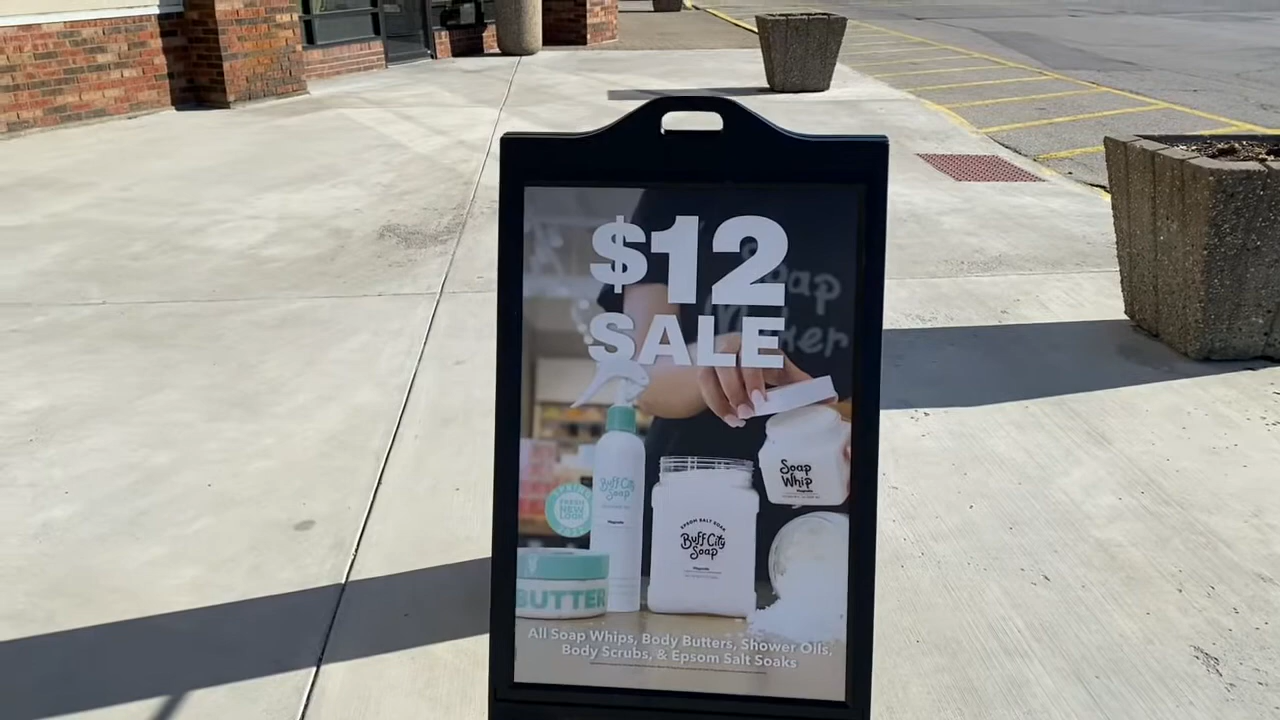 $12
SALE
Soap
Maker
Soap
Whip
Buff City
Soap
FRESH
NEW
LOOK
EPSOM SALT SOAK
Buff City
Soap
BUTTER
All Soap Whips, Body Butters, Shower Oils,
Body Scrubs, & Epsom Salt Soaks